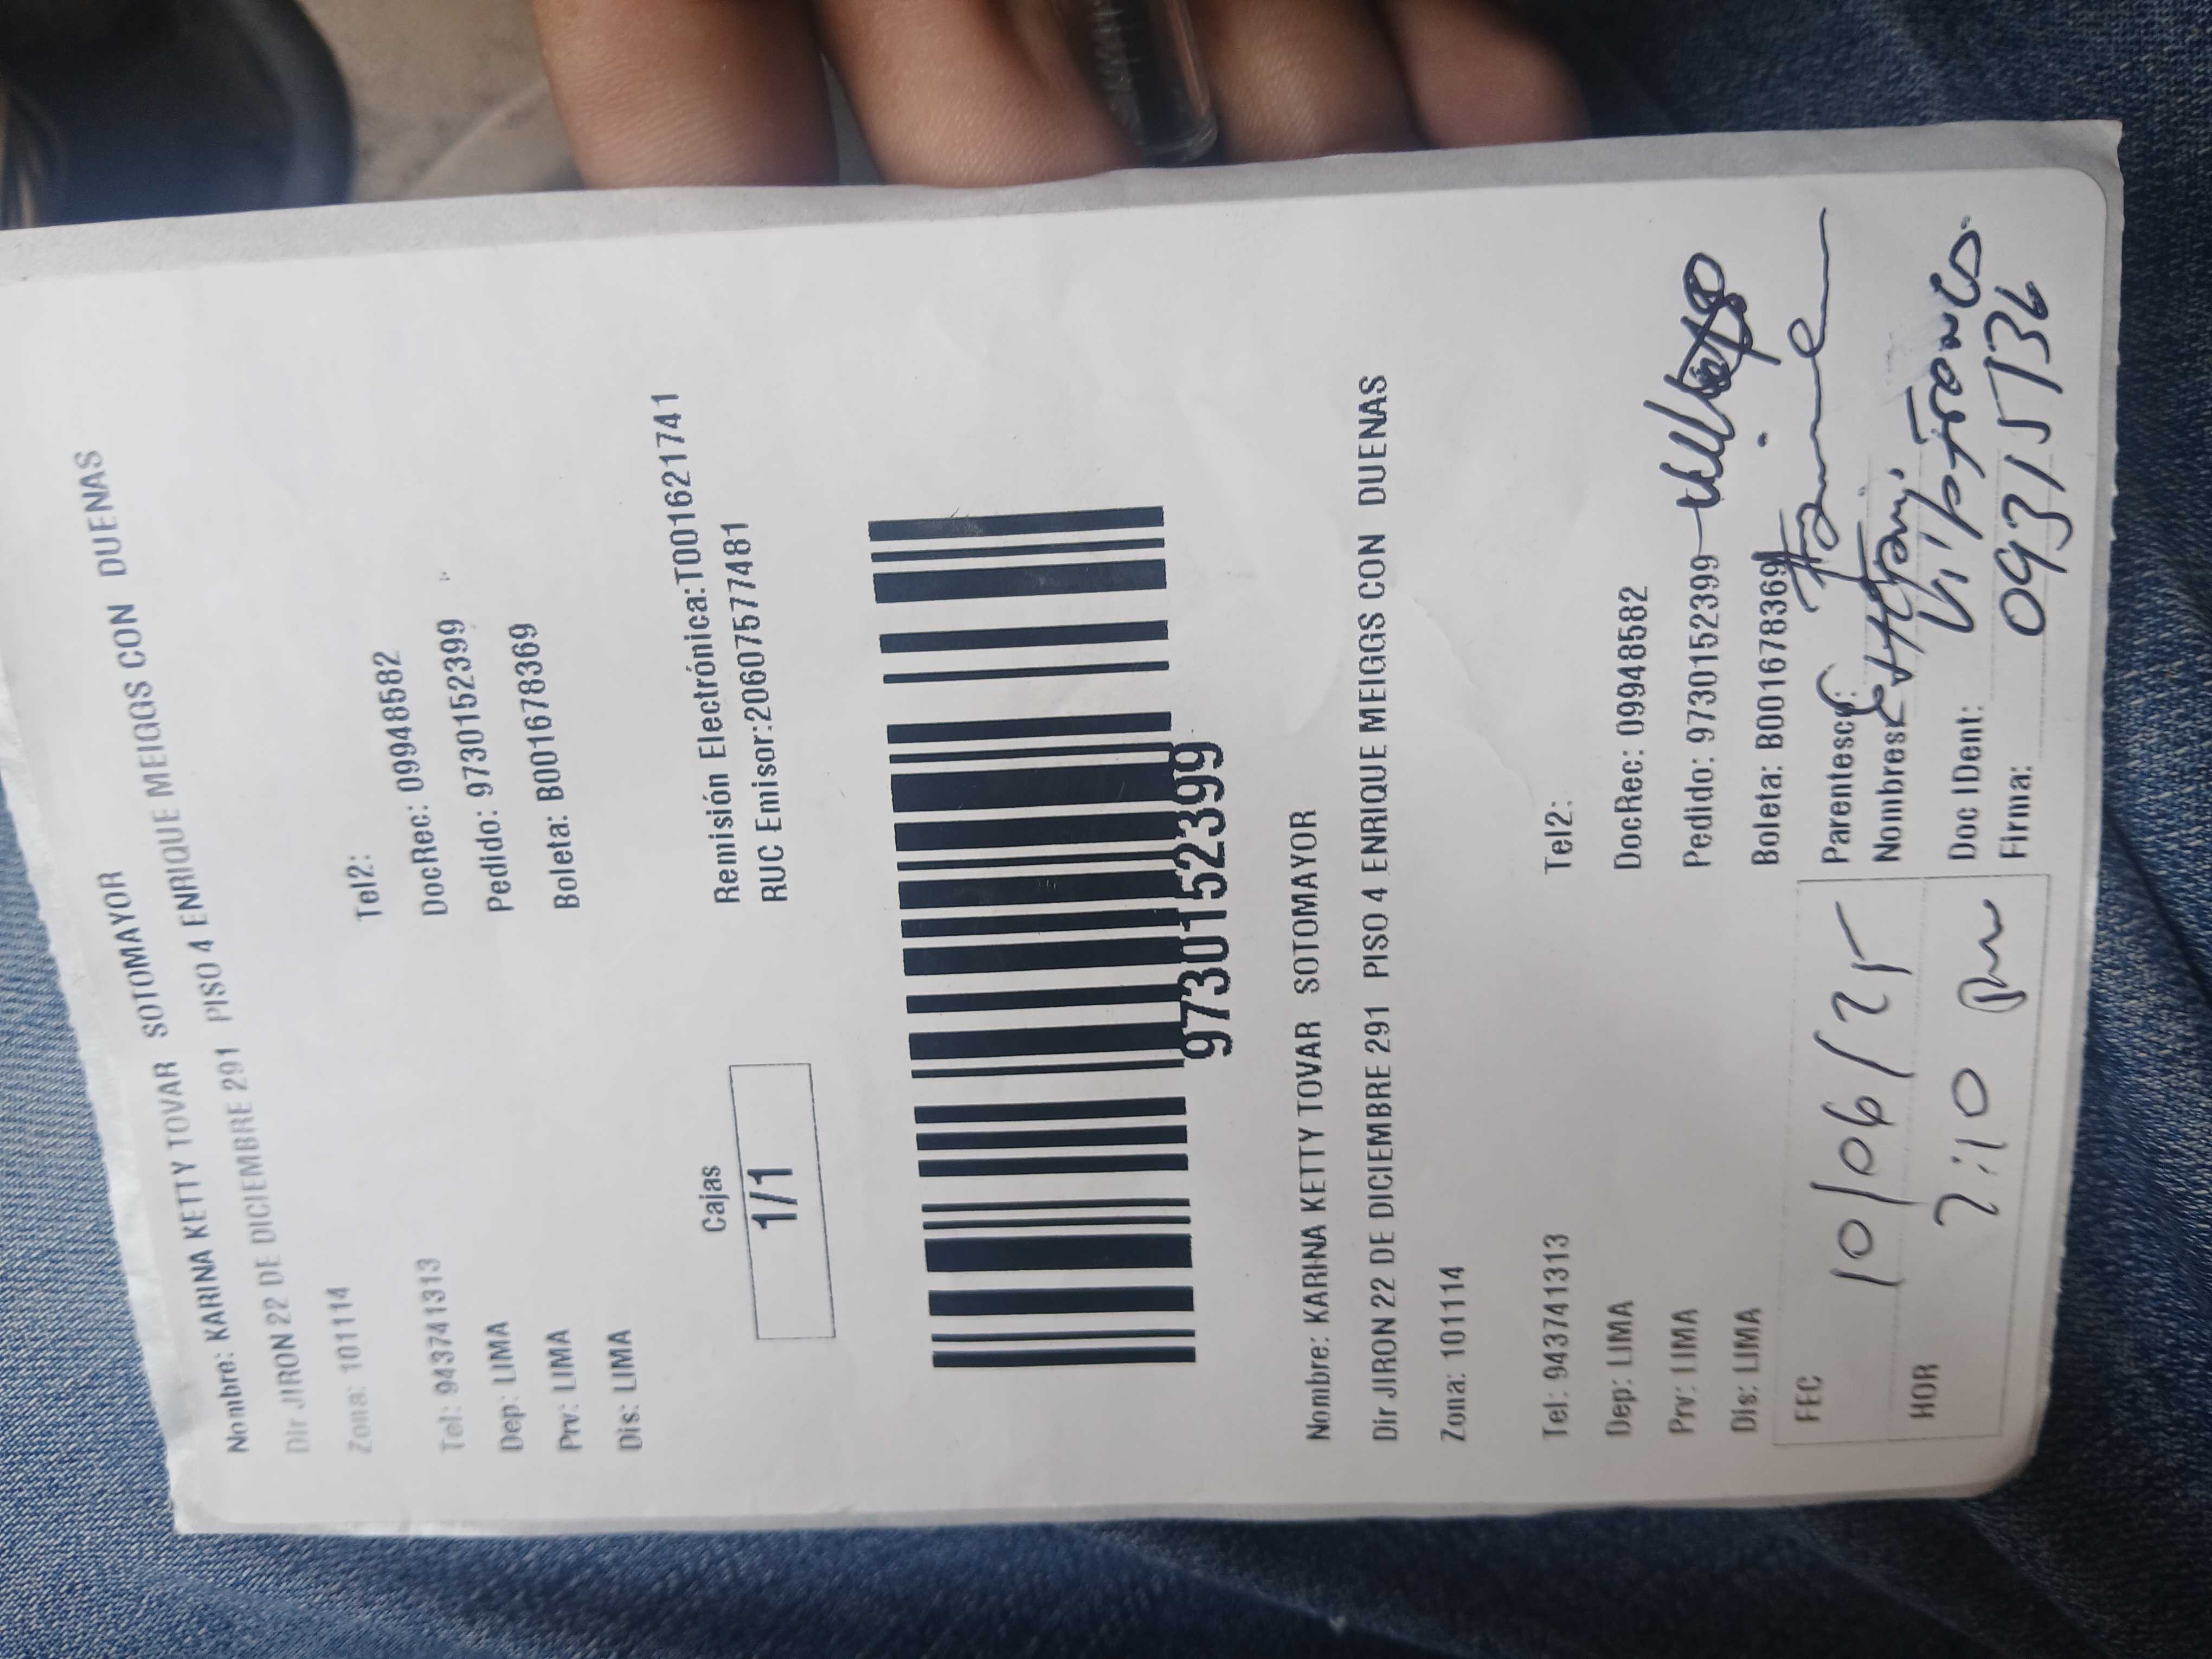 Nombre: KARINA KETTY TOVAR SOTOMAYOR
Dir JIRON 22 DE DICIEMBRE 291 PISO 4 ENRIQUE MEIGGS CON DUENAS
Zona: 101114
Tel: 943741313 Tel2:
Dep: LIMA DocRec: 09948582
Prv: LIMA Pedido: 9730152399
Dis: LIMA Boleta: B001678369
Cajas
1/1
Remisión Electrónica:T001621741
RUC Emisor:20607577481
9730152399
Nombre: KARINA KETTY TOVAR SOTOMAYOR
Dir JIRON 22 DE DICIEMBRE 291 PISO 4 ENRIQUE MEIGGS CON DUENAS
Zona: 101114
Tel: 943741313 Tel2:
Dep: LIMA DocRec: 09948582
Prv: LIMA Pedido: 9730152399
Dis: LIMA Boleta: B001678369
FEC 10/06/25 Parentesco:
Nombres:
HOR 2:10 Pm Doc IDent:
Firma: 09315136